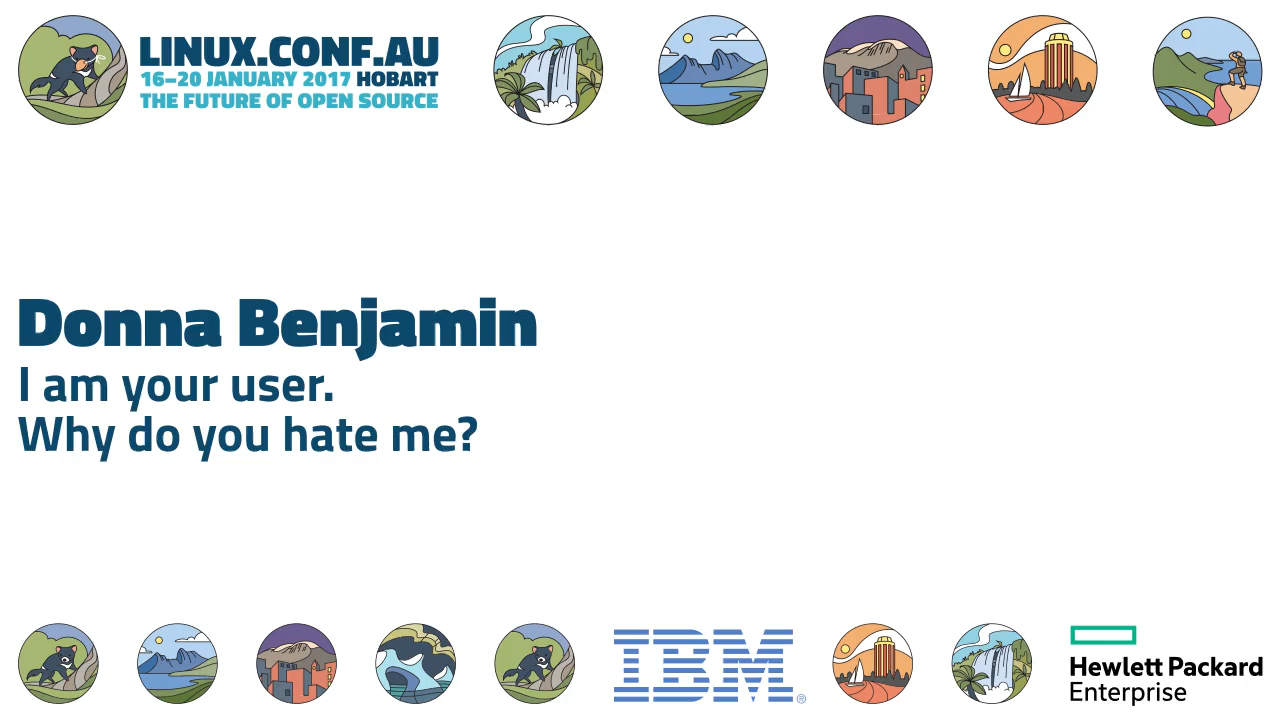 LINUX.CONF.AU
16–20 JANUARY 2017 HOBART
THE FUTURE OF OPEN SOURCE
Donna Benjamin
I am your user.
Why do you hate me?
IBM®
Hewlett Packard
Enterprise